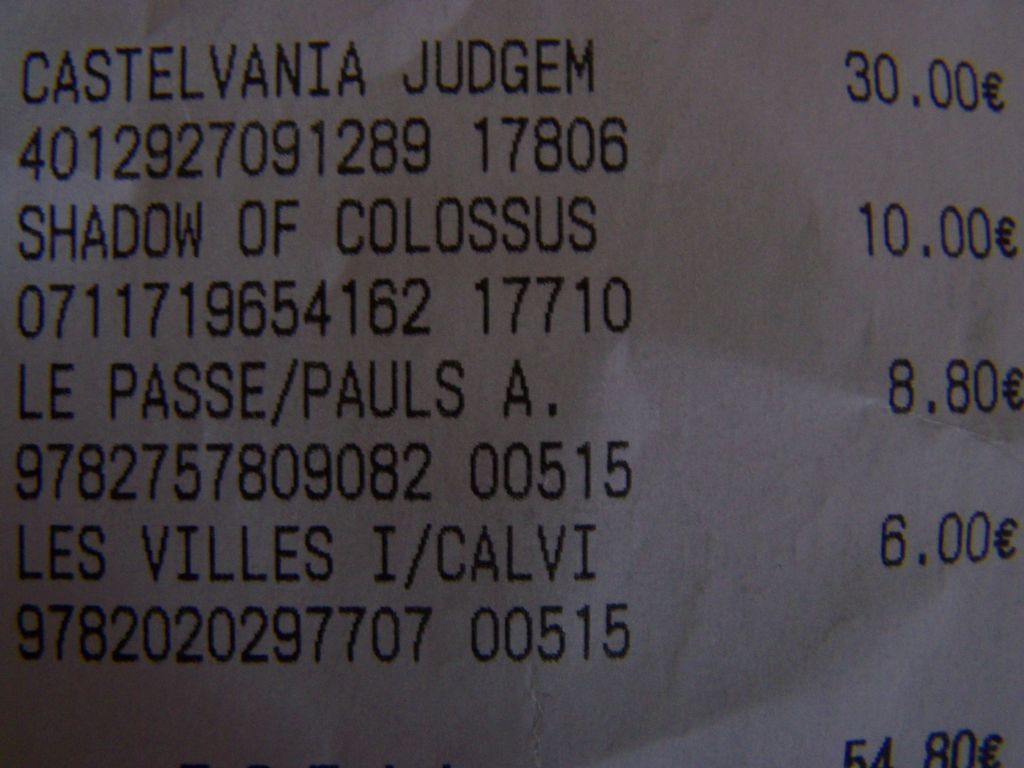 CASTELVANIA JUDGEM 30.00€
4012927091289 17806
SHADOW OF COLOSSUS 10.00€
0711719654162 17710
LE PASSE/PAULS A. 8.80€
9782757809082 00515
LES VILLES I/CALVI 6.00€
9782020297707 00515
54.80€